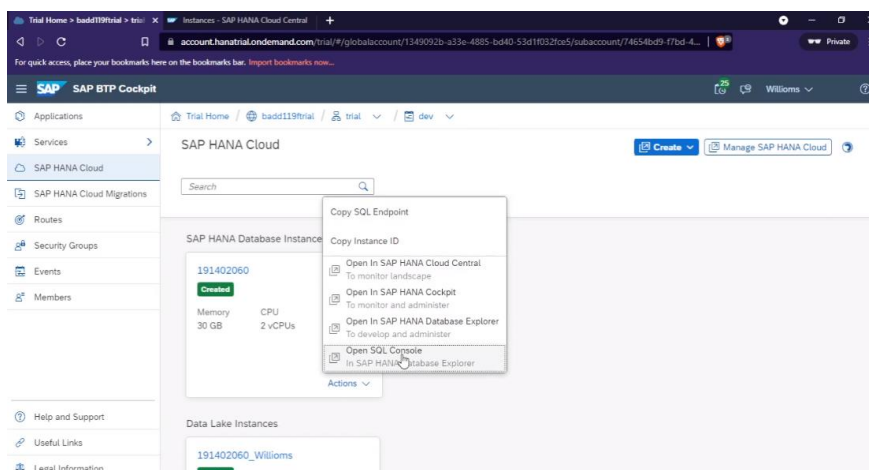 Trial Home > badd119ftrial > trial
Instances - SAP HANA Cloud Central
account.hanatrial.ondemand.com/trial/#/globalaccount/1349092b-a33e-4885-bd40-53d1f032fce5/subaccount/74654bd9-f7bd-4...
Private
For quick access, place your bookmarks here on the bookmarks bar. Import bookmarks now...
SAP SAP BTP Cockpit
25
Willioms
Applications
Services
SAP HANA Cloud
SAP HANA Cloud Migrations
Routes
Security Groups
Events
Members
Help and Support
Useful Links
Legal Information
Trial Home / badd119ftrial / trial / dev
SAP HANA Cloud
Create
Manage SAP HANA Cloud
Search
SAP HANA Database Instance
191402060
Created
Memory CPU
30 GB 2 vCPUs
Copy SQL Endpoint
Copy Instance ID
Open In SAP HANA Cloud Central
To monitor landscape
Open In SAP HANA Cockpit
To monitor and administer
Open In SAP HANA Database Explorer
To develop and administer
Open SQL Console
In SAP HANA Database Explorer
Actions
Data Lake Instances
191402060_Willioms